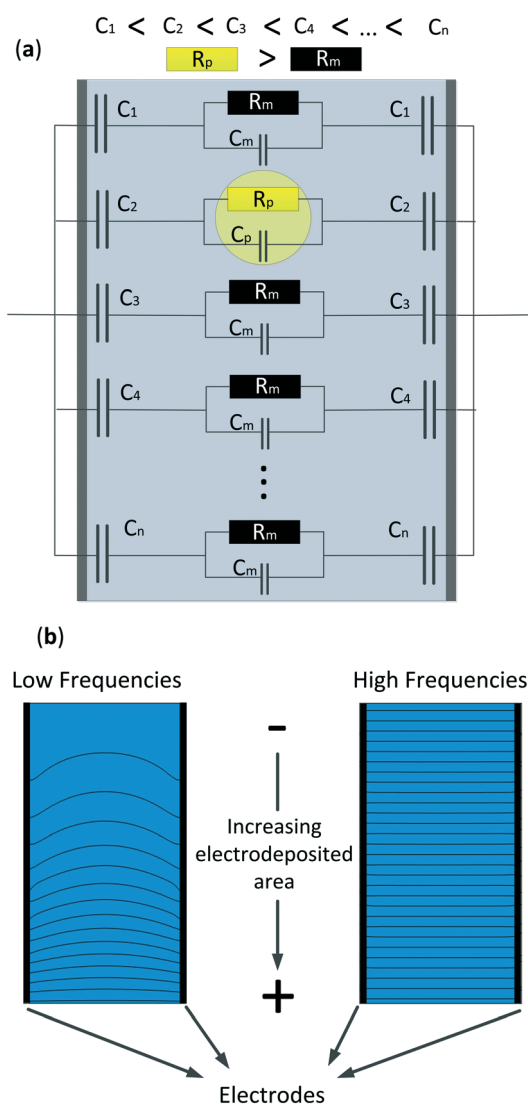 C1 < C2 < C3 < C4 < ... < Cn
(a)
Rp > Rm
C1 Rm C1
Cm
C2 Rp C2
Cp
C3 Rm C3
Cm
C4 Rm C4
Cm
⋮
Cn Rm Cn
Cm
(b)
Low Frequencies High Frequencies
-
Increasing
electrodeposited
area
+
Electrodes